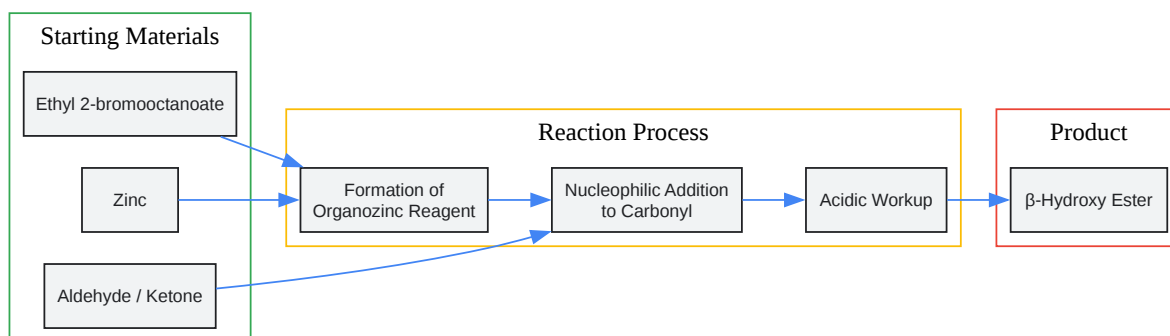 Starting Materials
Ethyl 2-bromooctanoate
Zinc
Aldehyde / Ketone
Reaction Process
Formation of
Organozinc Reagent
Nucleophilic Addition
to Carbonyl
Acidic Workup
Product
β-Hydroxy Ester